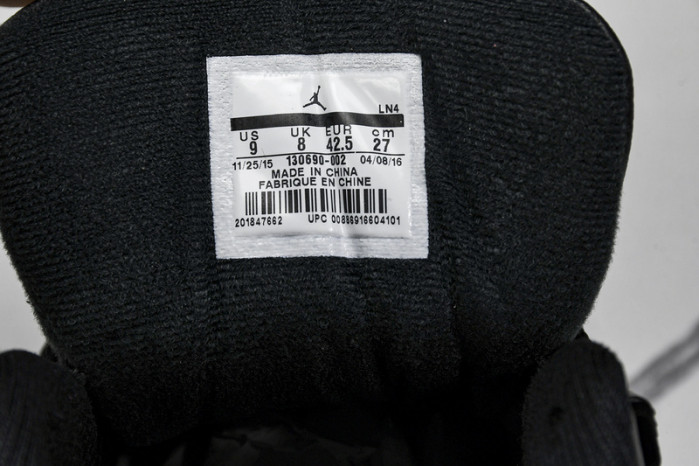 LN4
US UK EUR cm
9 8 42.5 27
11/25/15 130690-002 04/08/16
MADE IN CHINA
FABRIQUE EN CHINE
201847662 UPC 00886916604101